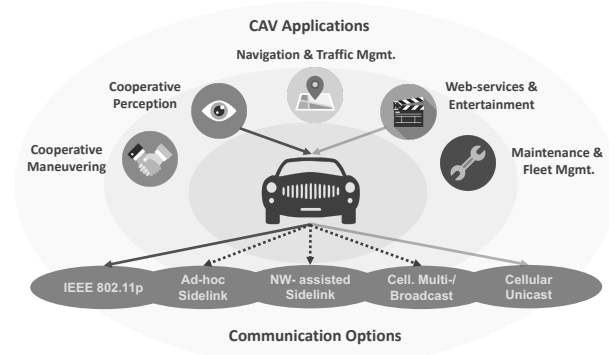 CAV Applications
Navigation & Traffic Mgmt.
Cooperative
Perception
Web-services &
Entertainment
Cooperative
Maneuvering
Maintenance &
Fleet Mgmt.
IEEE 802.11p
Ad-hoc
Sidelink
NW- assisted
Sidelink
Cell. Multi-/
Broadcast
Cellular
Unicast
Communication Options